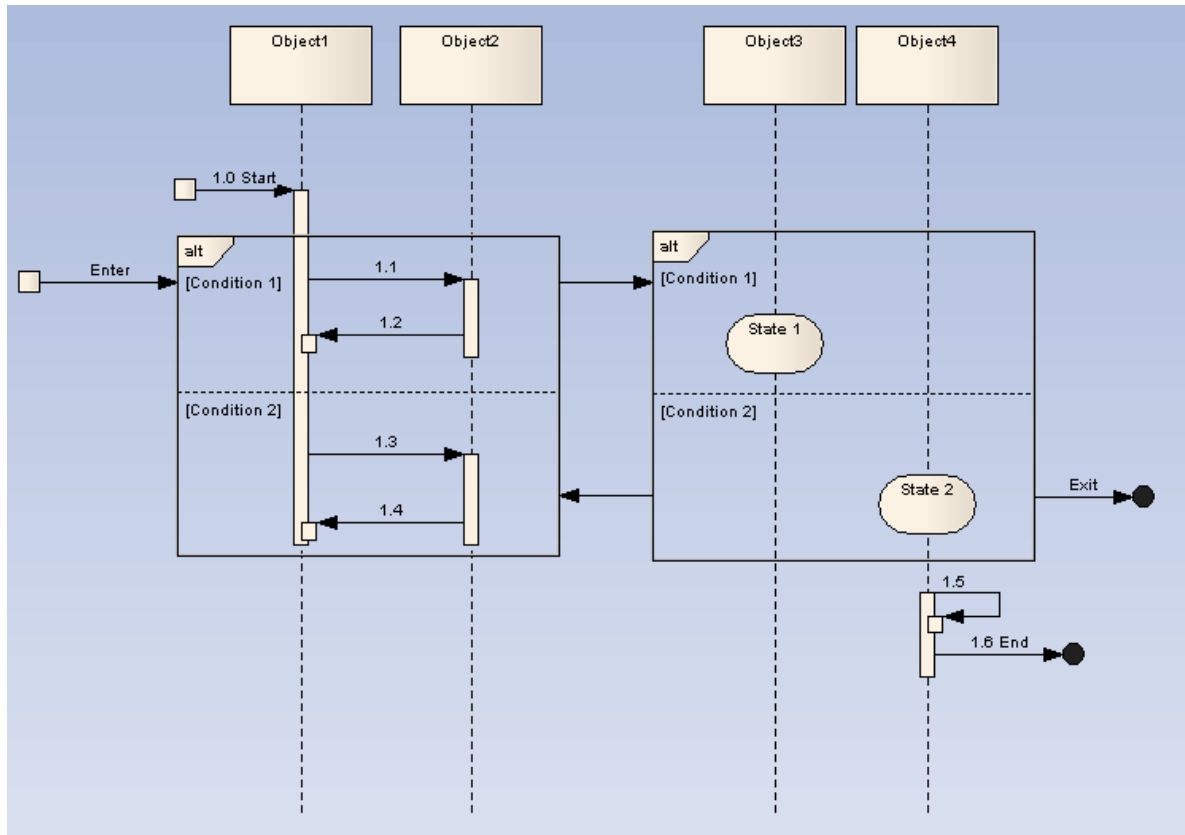 Object1
Object2
Object3
Object4
1.0 Start
alt
alt
Enter
[Condition 1]
1.1
[Condition 1]
1.2
State 1
[Condition 2]
[Condition 2]
1.3
State 2
Exit
1.4
1.5
1.6 End